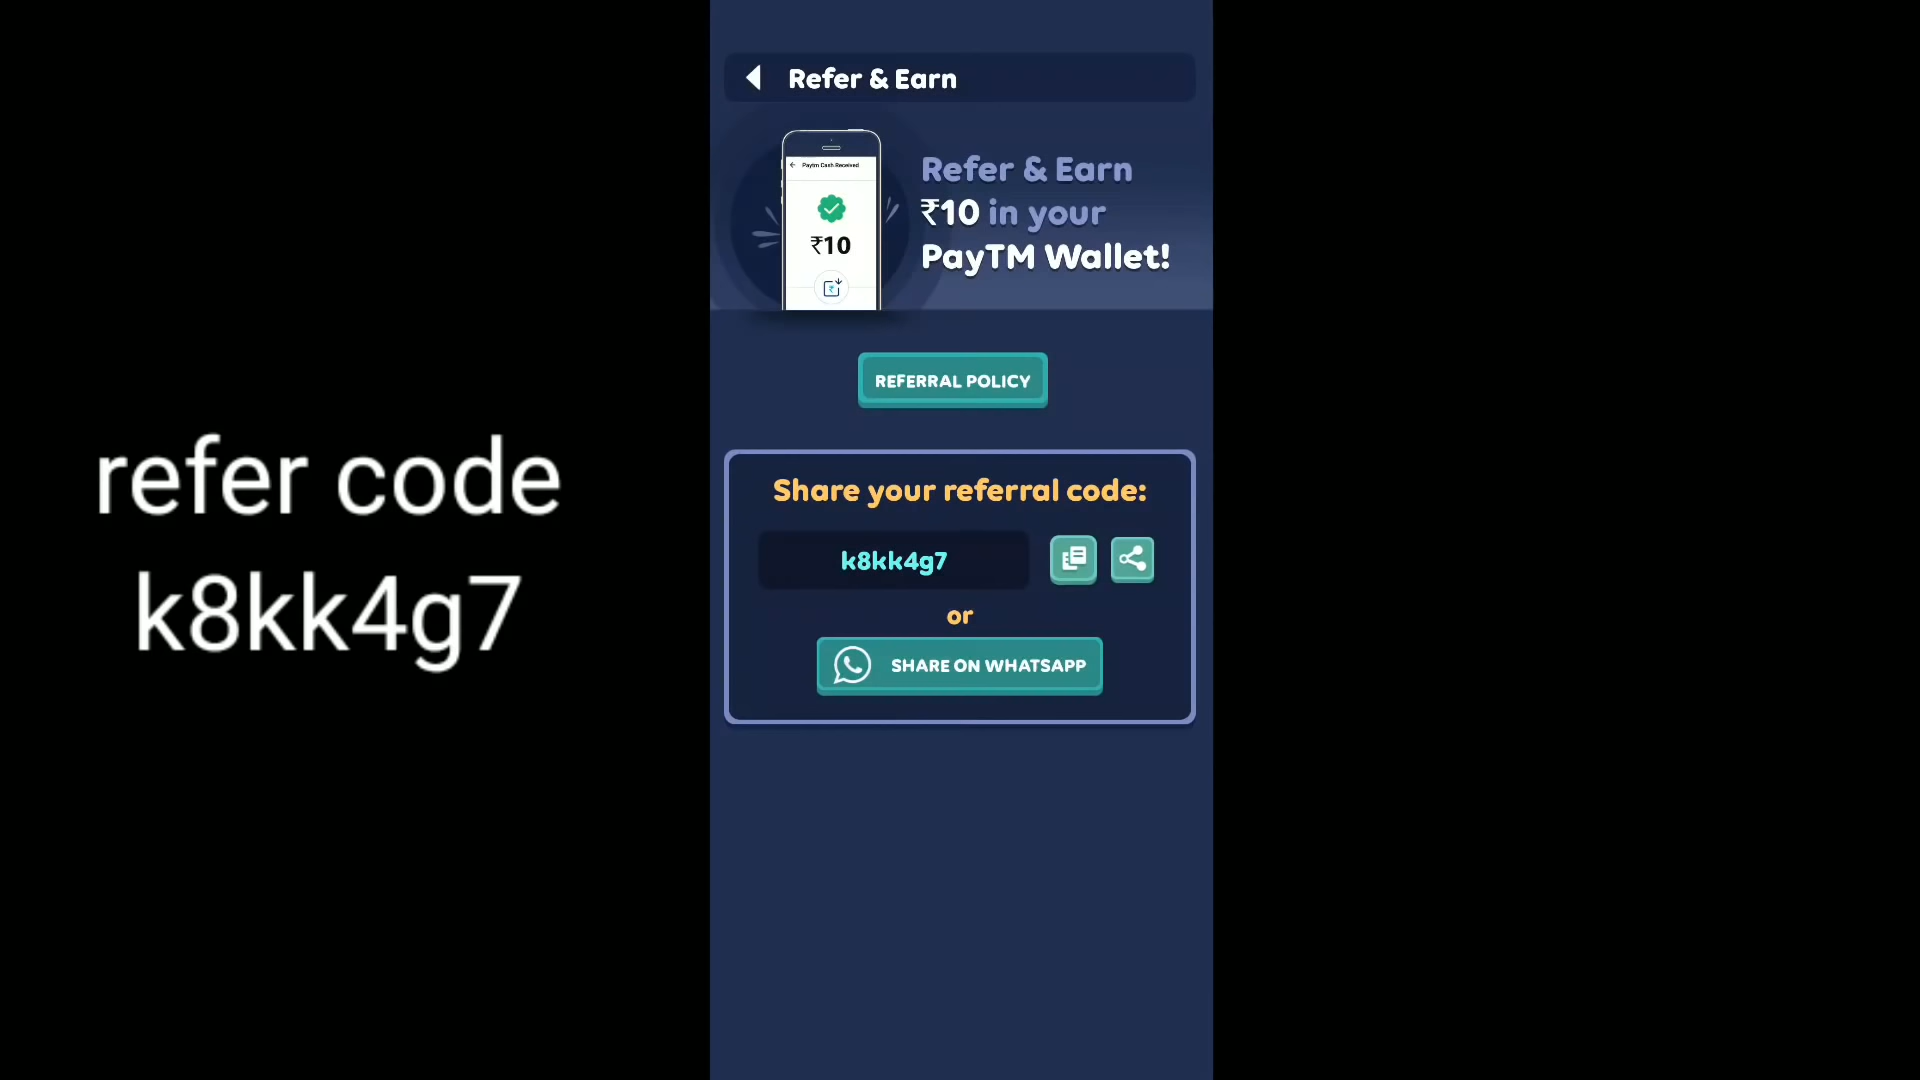 refer code
k8kk4g7
Refer & Earn
Paytm Cash Received
₹10
Refer & Earn
₹10 in your
PayTM Wallet!
REFERRAL POLICY
Share your referral code:
k8kk4g7
or
SHARE ON WHATSAPP